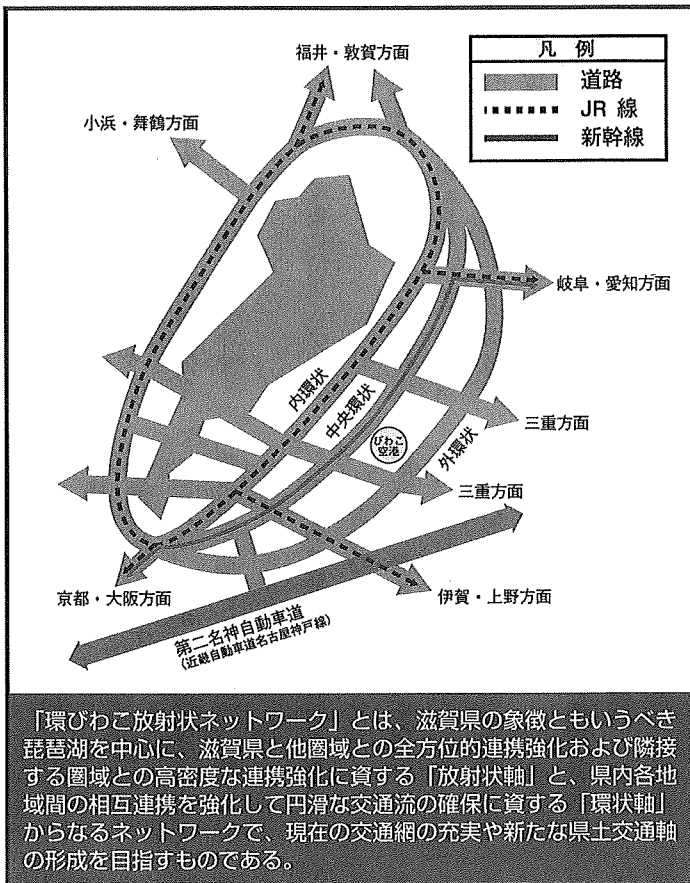 凡 例
道路
JR 線
新幹線
福井・敦賀方面
小浜・舞鶴方面
岐阜・愛知方面
内環状
中央環状
びわこ
空港
外環状
三重方面
三重方面
伊賀・上野方面
京都・大阪方面
第二名神自動車道
(近畿自動車道名古屋神戸線)
「環びわこ放射状ネットワーク」とは、滋賀県の象徴ともいうべき
琵琶湖を中心に、滋賀県と他圏域との全方位的連携強化および隣接
する圏域との高密度な連携強化に資する「放射状軸」と、県内各地
域間の相互連携を強化して円滑な交通流の確保に資する「環状軸」
からなるネットワークで、現在の交通網の充実や新たな県土交通軸
の形成を目指すものである。